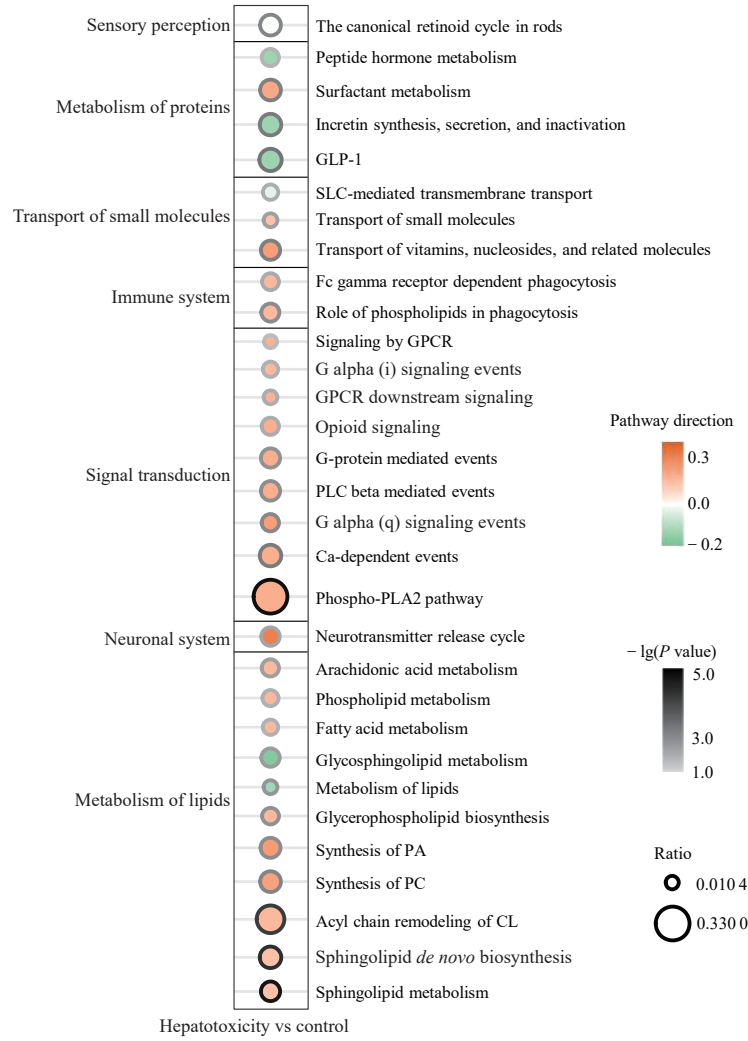 Sensory perception
The canonical retinoid cycle in rods
Peptide hormone metabolism
Surfactant metabolism
Metabolism of proteins
Incretin synthesis, secretion, and inactivation
GLP-1
SLC-mediated transmembrane transport
Transport of small molecules
Transport of small molecules
Transport of vitamins, nucleosides, and related molecules
Fc gamma receptor dependent phagocytosis
Immune system
Role of phospholipids in phagocytosis
Signaling by GPCR
G alpha (i) signaling events
GPCR downstream signaling
Opioid signaling
G-protein mediated events
Signal transduction
PLC beta mediated events
G alpha (q) signaling events
Ca-dependent events
Phospho-PLA2 pathway
Neuronal system
Neurotransmitter release cycle
Arachidonic acid metabolism
Phospholipid metabolism
Fatty acid metabolism
Glycosphingolipid metabolism
Metabolism of lipids
Metabolism of lipids
Glycerophospholipid biosynthesis
Synthesis of PA
Synthesis of PC
Acyl chain remodeling of CL
Sphingolipid de novo biosynthesis
Sphingolipid metabolism
Hepatotoxicity vs control
Pathway direction
0.3
0.0
− 0.2
− lg(P value)
5.0
3.0
1.0
Ratio
0.010 4
0.330 0